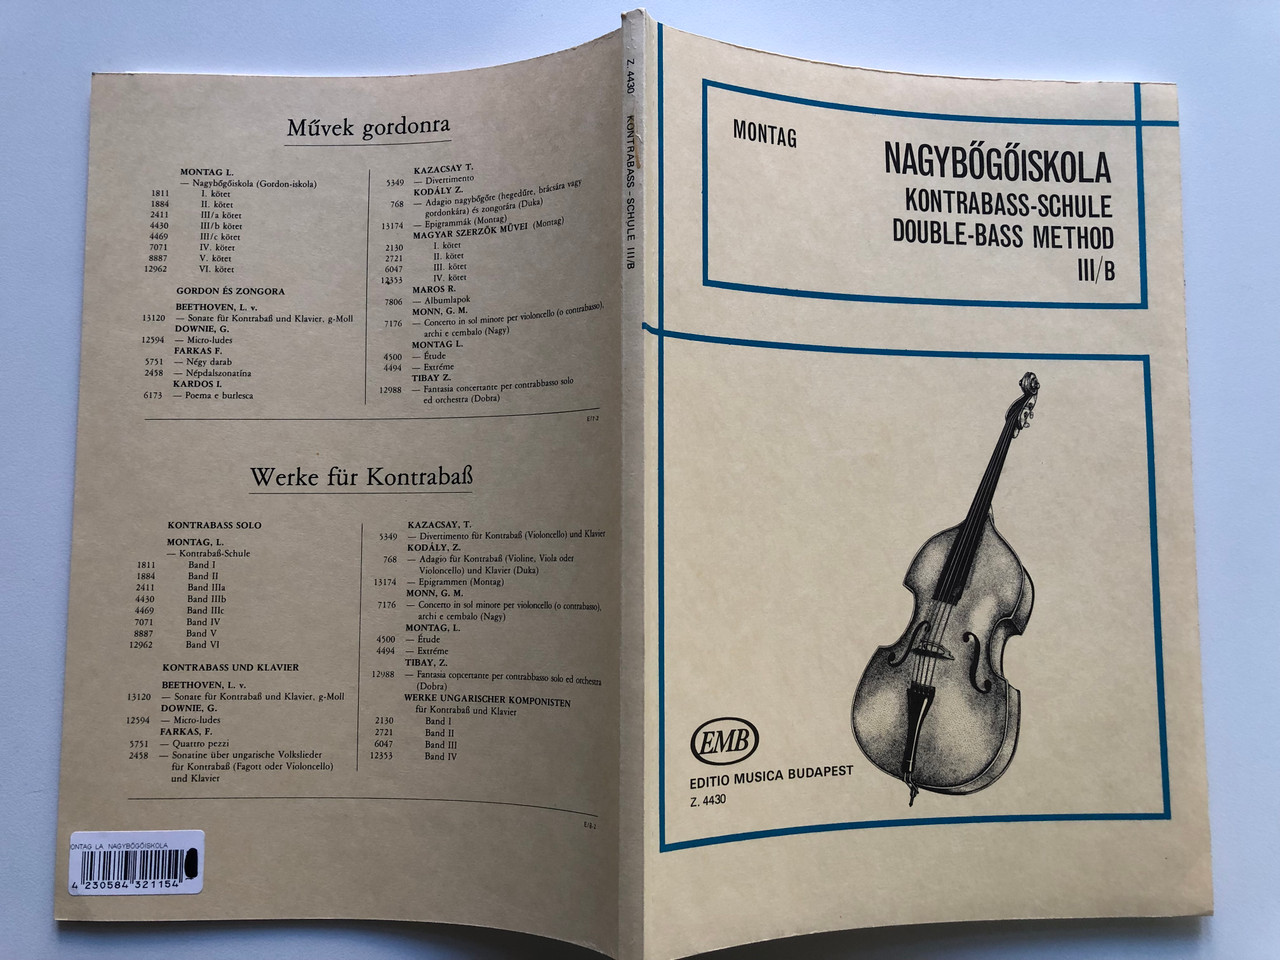 Művek gordonra
MONTAG L.
— Nagybőgőiskola (Gordon-iskola)
1811 I. kötet
1884 II. kötet
2411 III/a kötet
4430 III/b kötet
4469 III/c kötet
7071 IV. kötet
8887 V. kötet
12962 VI. kötet
GORDON ÉS ZONGORA
BEETHOVEN, L. v.
13120 — Sonate für Kontrabaß und Klavier, g-Moll
DOWNIE, G.
12594 — Micro-ludes
FARKAS F.
5751 — Négy darab
2458 — Népdalszonatína
KARDOS I.
6173 — Poema e burlesca
KAZACSAY T.
5349 — Divertimento
KODÁLY Z.
768 — Adagio nagybőgőre (hegedűre, brácsára vagy
gordonkára) és zongorára (Duka)
13174 — Epigrammák (Montag)
MAGYAR SZERZŐK MŰVEI (Montag)
2130 I. kötet
2721 II. kötet
6047 III. kötet
12353 IV. kötet
MAROS R.
7806 — Albumlapok
MONN, G. M.
7176 — Concerto in sol minore per violoncello (o contrabasso),
archi e cembalo (Nagy)
MONTAG L.
4500 — Étude
4494 — Extréme
TIBAY Z.
12988 — Fantasia concertante per contrabbasso solo
ed orchestra (Dobra)
Werke für Kontrabaß
KONTRABASS SOLO
MONTAG, L.
— Kontrabaß-Schule
1811 Band I
1884 Band II
2411 Band IIIa
4430 Band IIIb
4469 Band IIIc
7071 Band IV
8887 Band V
12962 Band VI
KONTRABASS UND KLAVIER
BEETHOVEN, L. v.
13120 — Sonate für Kontrabaß und Klavier, g-Moll
DOWNIE, G.
12594 — Micro-ludes
FARKAS, F.
5751 — Quattro pezzi
2458 — Sonatine über ungarische Volkslieder
für Kontrabaß (Fagott oder Violoncello)
und Klavier
KAZACSAY, T.
5349 — Divertimento für Kontrabaß (Violoncello) und Klavier
KODÁLY, Z.
768 — Adagio für Kontrabaß (Violine, Viola oder
Violoncello) und Klavier (Duka)
13174 — Epigrammen (Montag)
MONN, G. M.
7176 — Concerto in sol minore per violoncello (o contrabasso),
archi e cembalo (Nagy)
MONTAG, L.
4500 — Étude
4494 — Extréme
TIBAY, Z.
12988 — Fantasia concertante per contrabbasso solo ed orchestra
(Dobra)
WERKE UNGARISCHER KOMPONISTEN
für Kontrabaß und Klavier
2130 Band I
2721 Band II
6047 Band III
12353 Band IV
ONTAG LA NAGYBŐGŐISKOLA
4 230584 321154
Z. 4430 KONTRABASS-SCHULE III/B
MONTAG
NAGYBŐGŐISKOLA
KONTRABASS-SCHULE
DOUBLE-BASS METHOD
III/B
EMB
EDITIO MUSICA BUDAPEST
Z. 4430